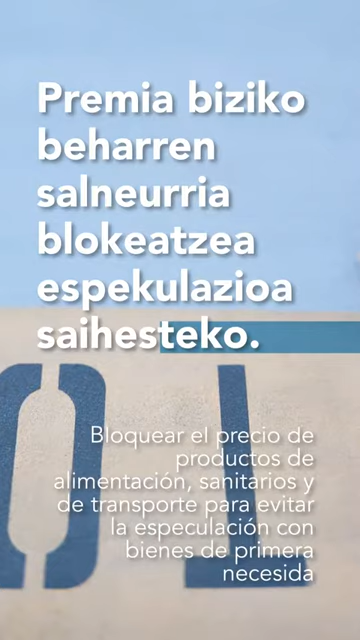 Premia biziko
beharren
salneurria
blokeatzea
espekulazioa
saihesteko.
Bloquear el precio de
productos de
alimentación, sanitarios y
de transporte para evitar
la especulación con
bienes de primera
necesida